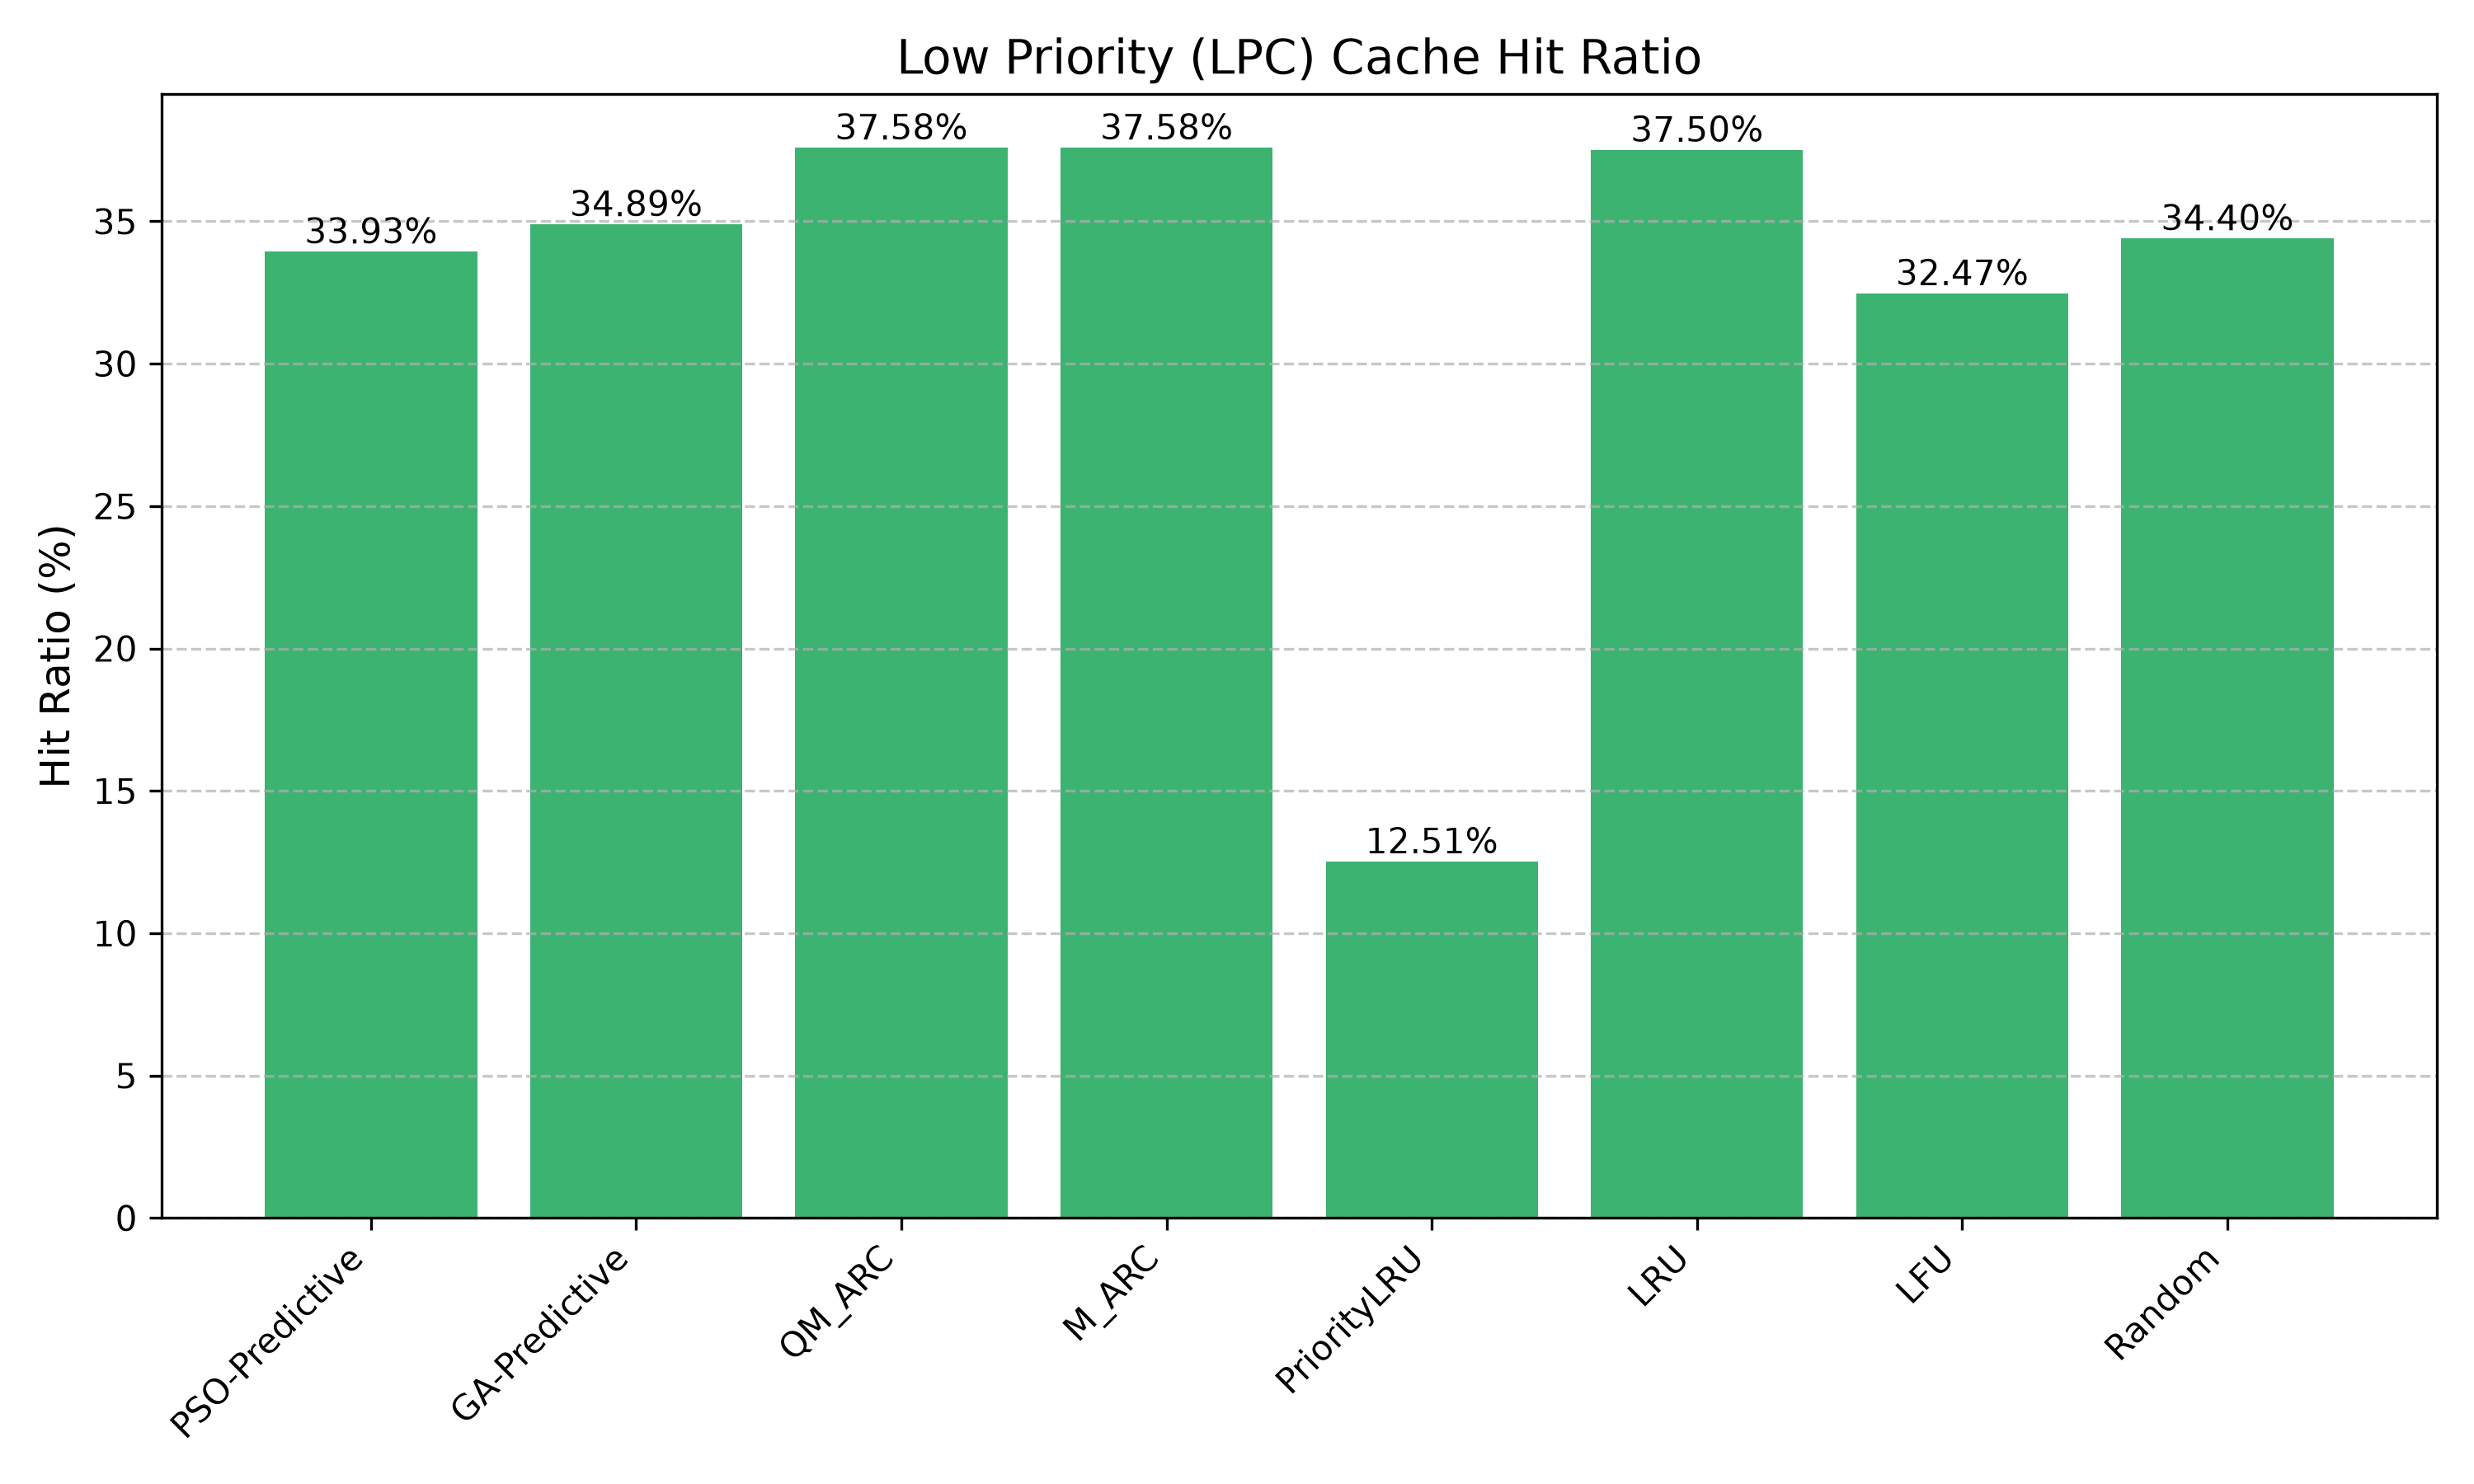 Low Priority (LPC) Cache Hit Ratio
Hit Ratio (%)
35
30
25
20
15
10
5
0
33.93%
34.89%
37.58%
37.58%
12.51%
37.50%
32.47%
34.40%
PSO-Predictive
GA-Predictive
QM_ARC
M_ARC
PriorityLRU
LRU
LFU
Random